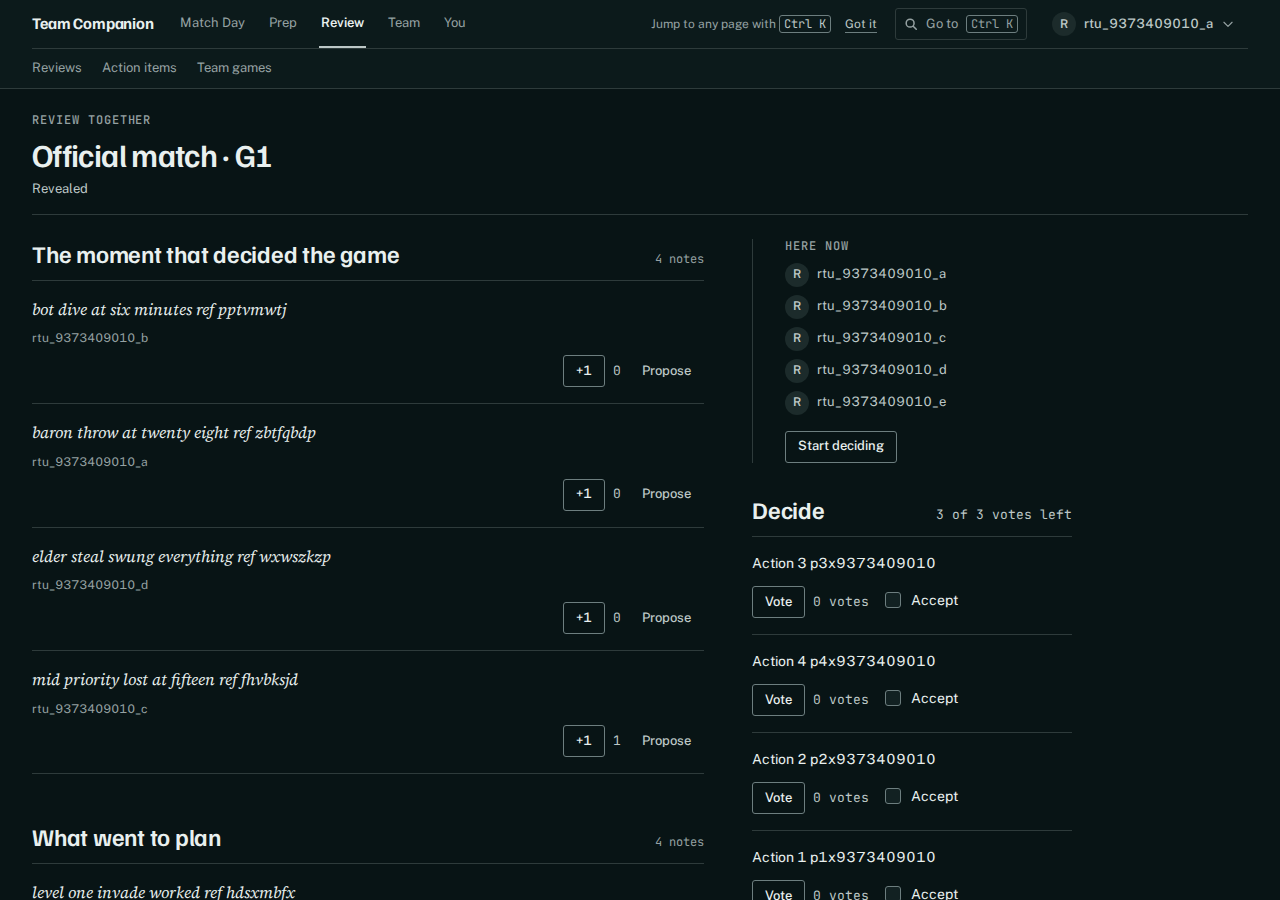 Team Companion Match Day Prep Review Team You Jump to any page with Ctrl K Got it Go to Ctrl K R rtu_9373409010_a
Reviews Action items Team games
REVIEW TOGETHER
Official match · G1
Revealed
The moment that decided the game 4 notes
bot dive at six minutes ref pptvmwtj
rtu_9373409010_b
+1 0 Propose
baron throw at twenty eight ref zbtfqbdp
rtu_9373409010_a
+1 0 Propose
elder steal swung everything ref wxwszkzp
rtu_9373409010_d
+1 0 Propose
mid priority lost at fifteen ref fhvbksjd
rtu_9373409010_c
+1 1 Propose
What went to plan 4 notes
level one invade worked ref hdsxmbfx
HERE NOW
R rtu_9373409010_a
R rtu_9373409010_b
R rtu_9373409010_c
R rtu_9373409010_d
R rtu_9373409010_e
Start deciding
Decide 3 of 3 votes left
Action 3 p3x9373409010
Vote 0 votes Accept
Action 4 p4x9373409010
Vote 0 votes Accept
Action 2 p2x9373409010
Vote 0 votes Accept
Action 1 p1x9373409010
Vote 0 votes Accept